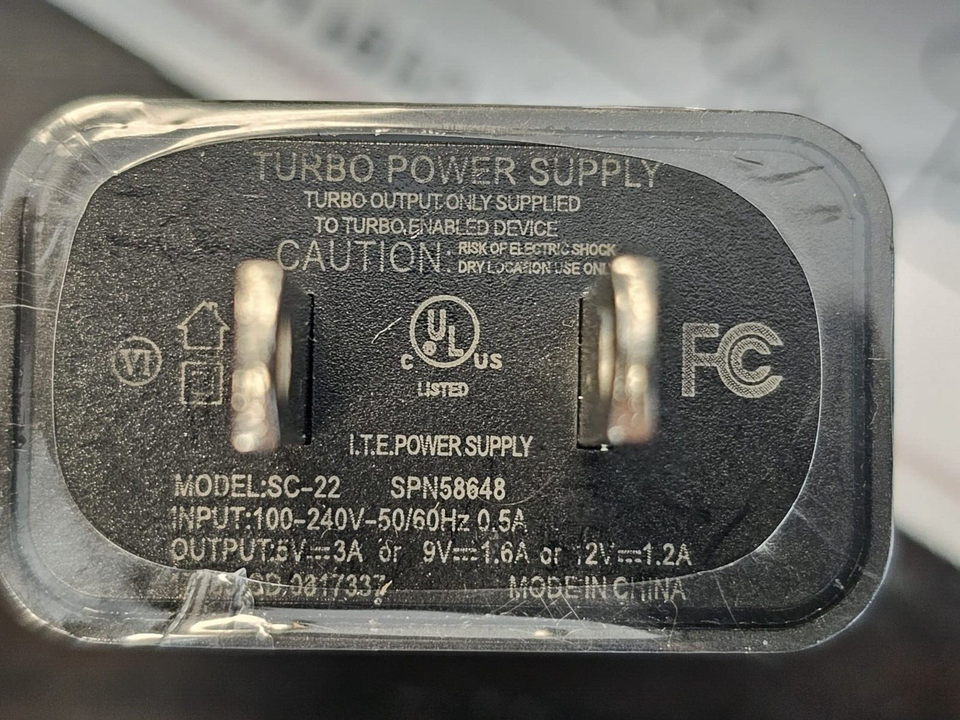 TURBO POWER SUPPLY
TURBO OUTPUT ONLY SUPPLIED
TO TURBO ENABLED DEVICE
CAUTION: RISK OF ELECTRIC SHOCK
DRY LOCATION USE ONLY
VI
UL
C US
LISTED
FC
I.T.E.POWER SUPPLY
MODEL:SC-22 SPN58648
INPUT:100-240V-50/60Hz 0.5A
OUTPUT:5V⎓3A or 9V⎓1.6A or 12V⎓1.2A
MODE IN CHINA